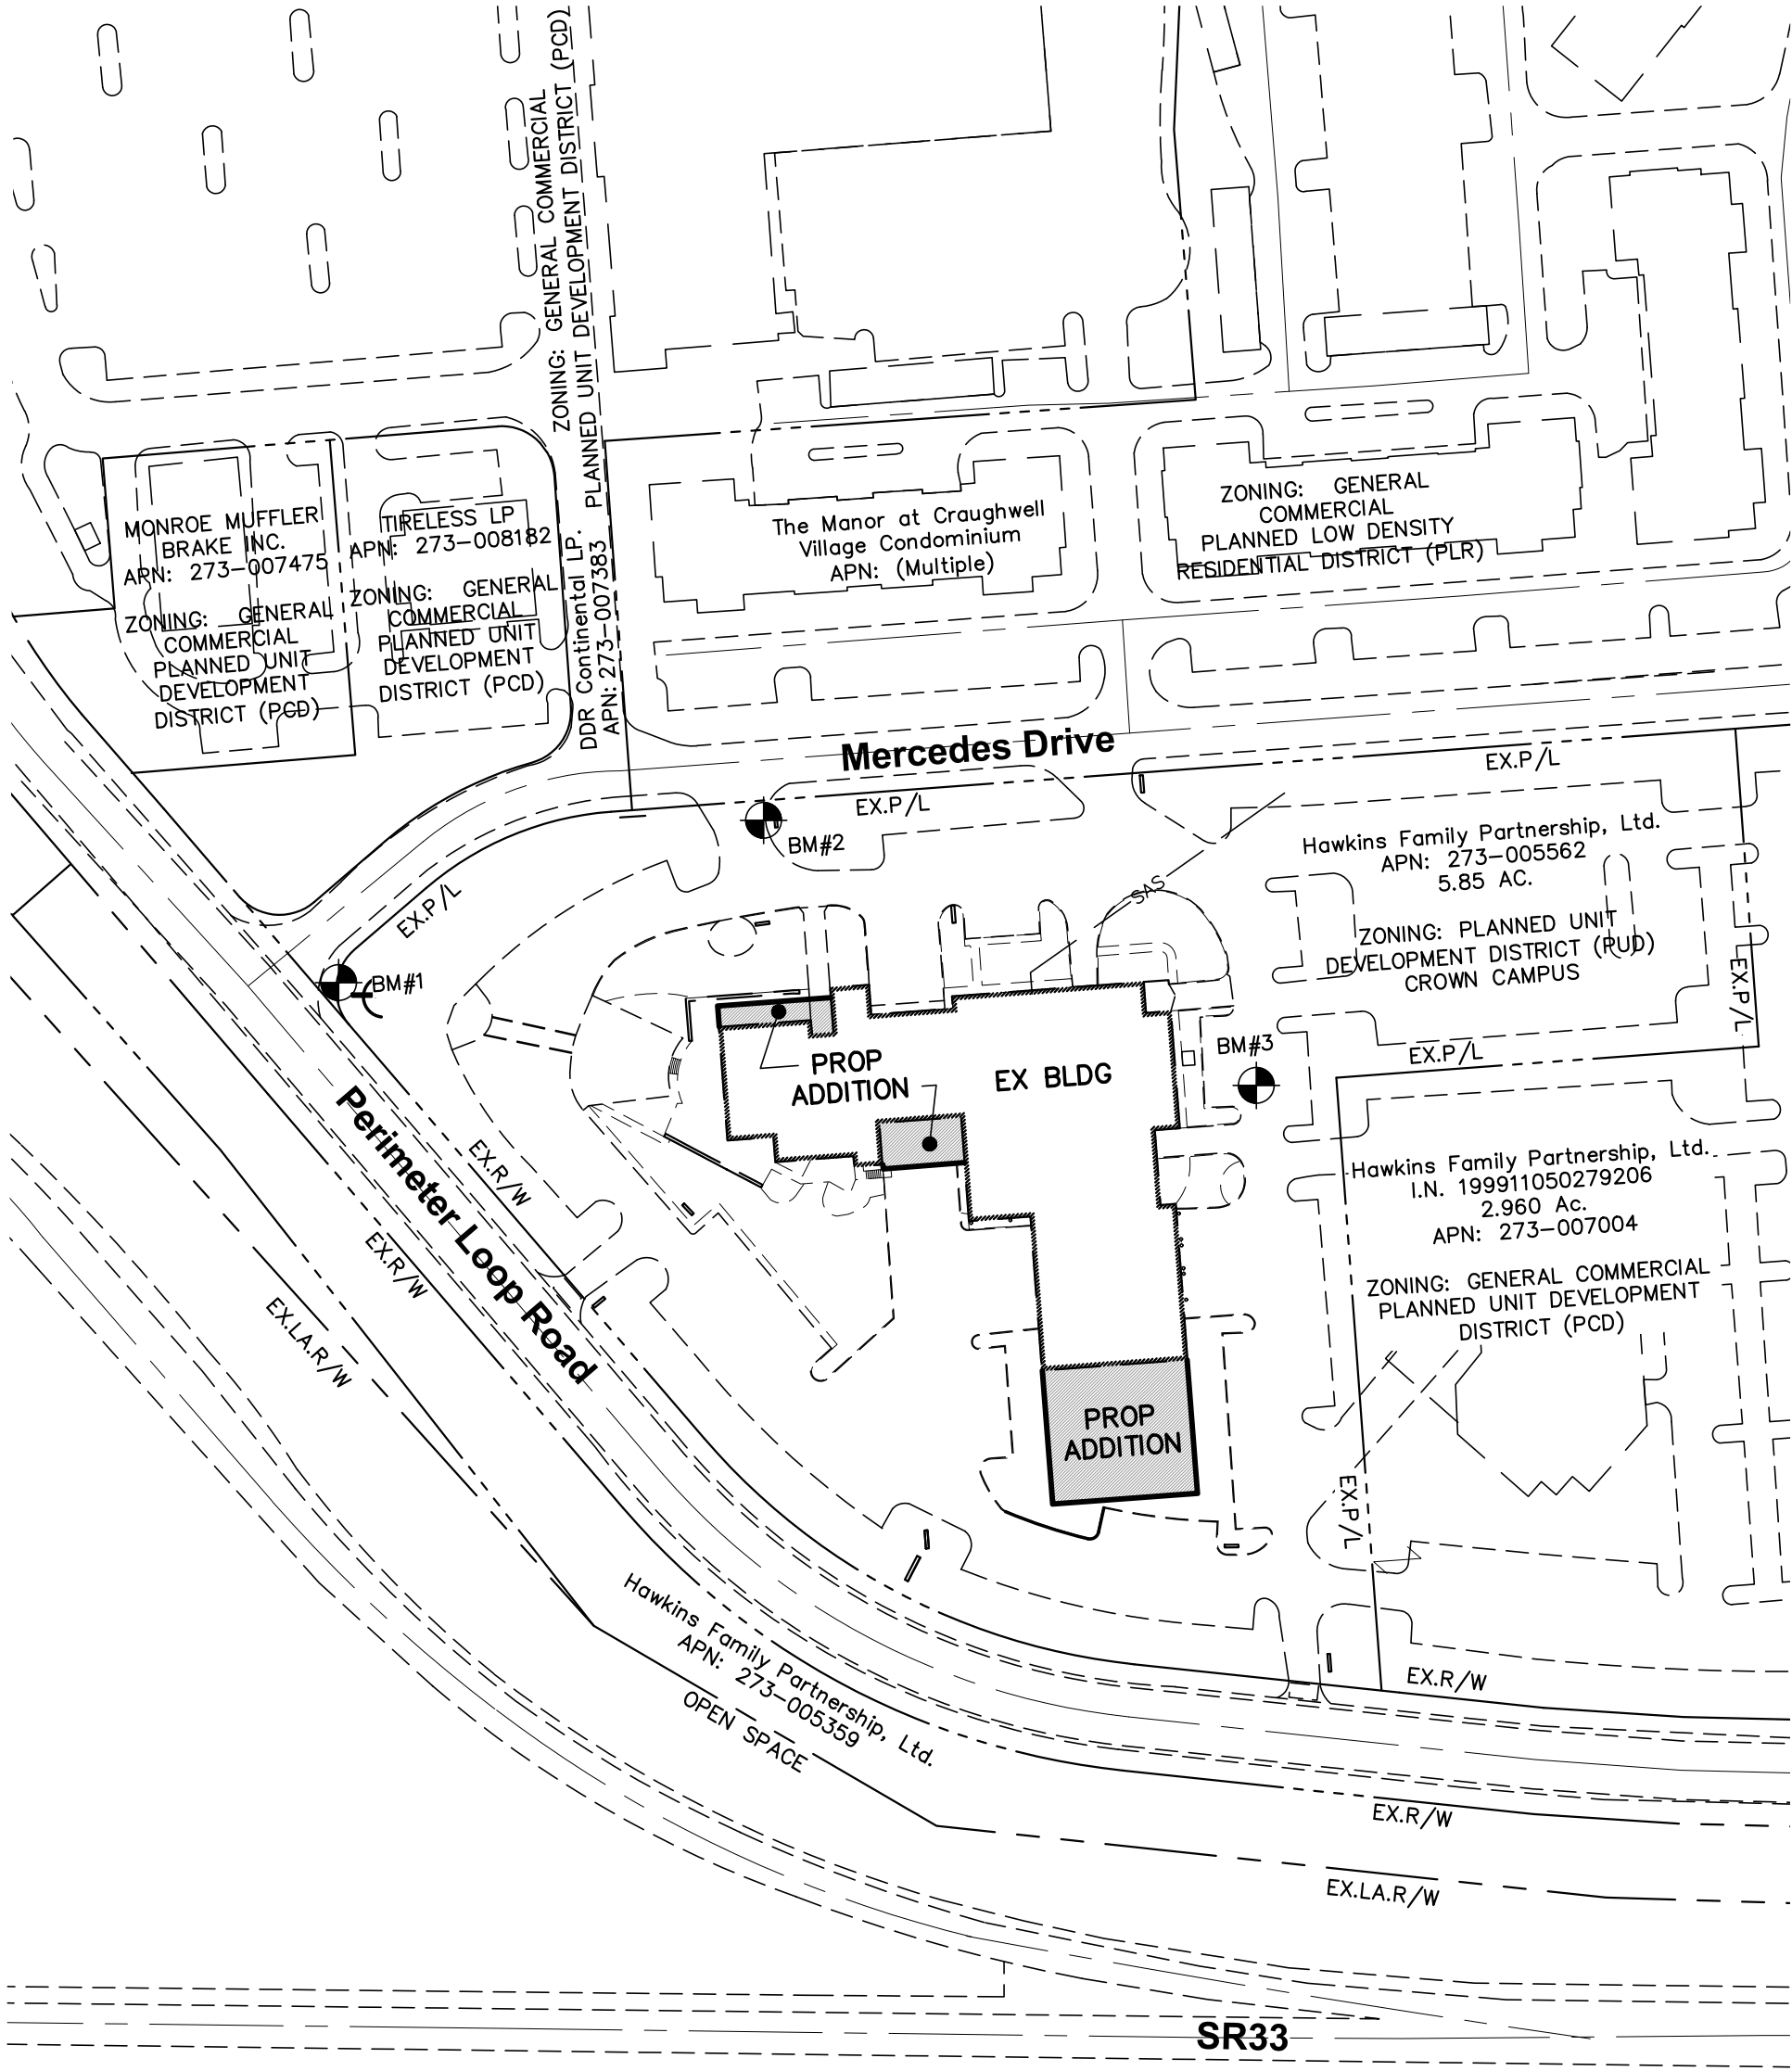 ZONING: GENERAL COMMERCIAL
PLANNED UNIT DEVELOPMENT DISTRICT (PCD)
DDR Continental LP.
APN: 273-007383
MONROE MUFFLER
BRAKE INC.
APN: 273-007475
ZONING: GENERAL
COMMERCIAL
PLANNED UNIT
DEVELOPMENT
DISTRICT (PCD)
TIRELESS LP
APN: 273-008182
ZONING: GENERAL
COMMERCIAL
PLANNED UNIT
DEVELOPMENT
DISTRICT (PCD)
The Manor at Craughwell
Village Condominium
APN: (Multiple)
ZONING: GENERAL
COMMERCIAL
PLANNED LOW DENSITY
RESIDENTIAL DISTRICT (PLR)
Mercedes Drive
EX.P/L
EX.P/L
BM#2
EX.P/L
BM#1
SAS
Hawkins Family Partnership, Ltd.
APN: 273-005562
5.85 AC.
ZONING: PLANNED UNIT
DEVELOPMENT DISTRICT (PUD)
CROWN CAMPUS
EX.P/L
EX.P/L
BM#3
PROP
ADDITION
EX BLDG
Perimeter Loop Road
EX.R/W
EX.R/W
EX.LA.R/W
Hawkins Family Partnership, Ltd.
I.N. 199911050279206
2.960 Ac.
APN: 273-007004
ZONING: GENERAL COMMERCIAL
PLANNED UNIT DEVELOPMENT
DISTRICT (PCD)
PROP
ADDITION
EX.P/L
Hawkins Family Partnership, Ltd.
APN: 273-005359
OPEN SPACE
EX.R/W
EX.R/W
EX.LA.R/W
SR33